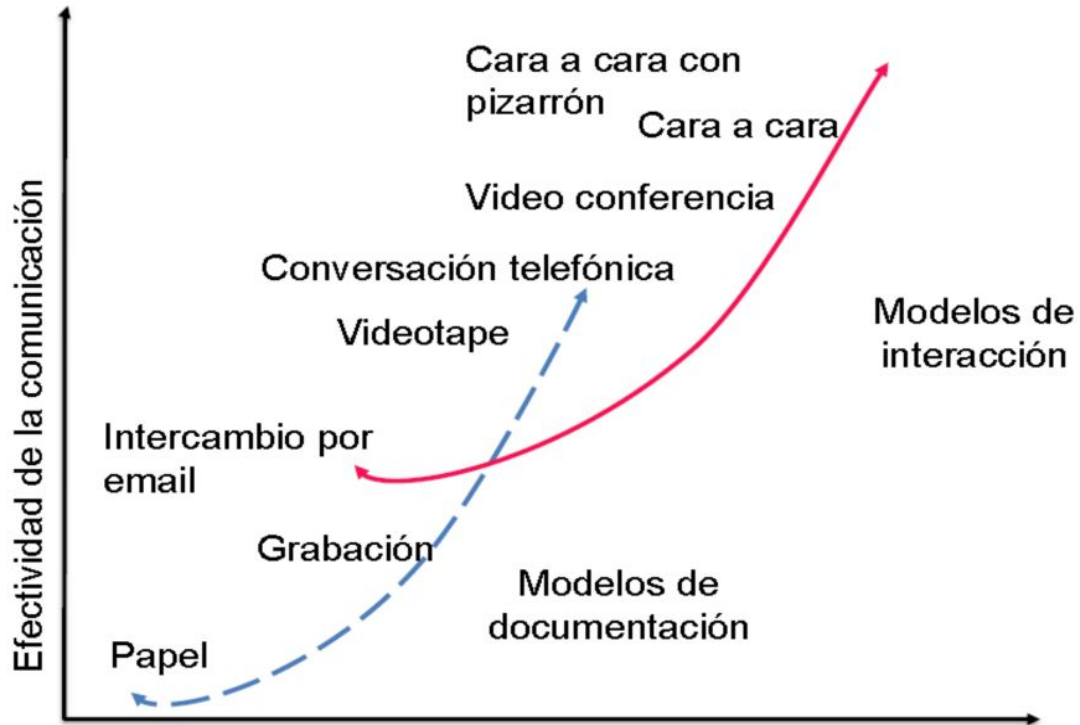 Cara a cara con
pizarrón
Cara a cara
Video conferencia
Conversación telefónica
Videotape
Modelos de
interacción
Intercambio por
email
Grabación
Modelos de
documentación
Papel
Efectividad de la comunicación